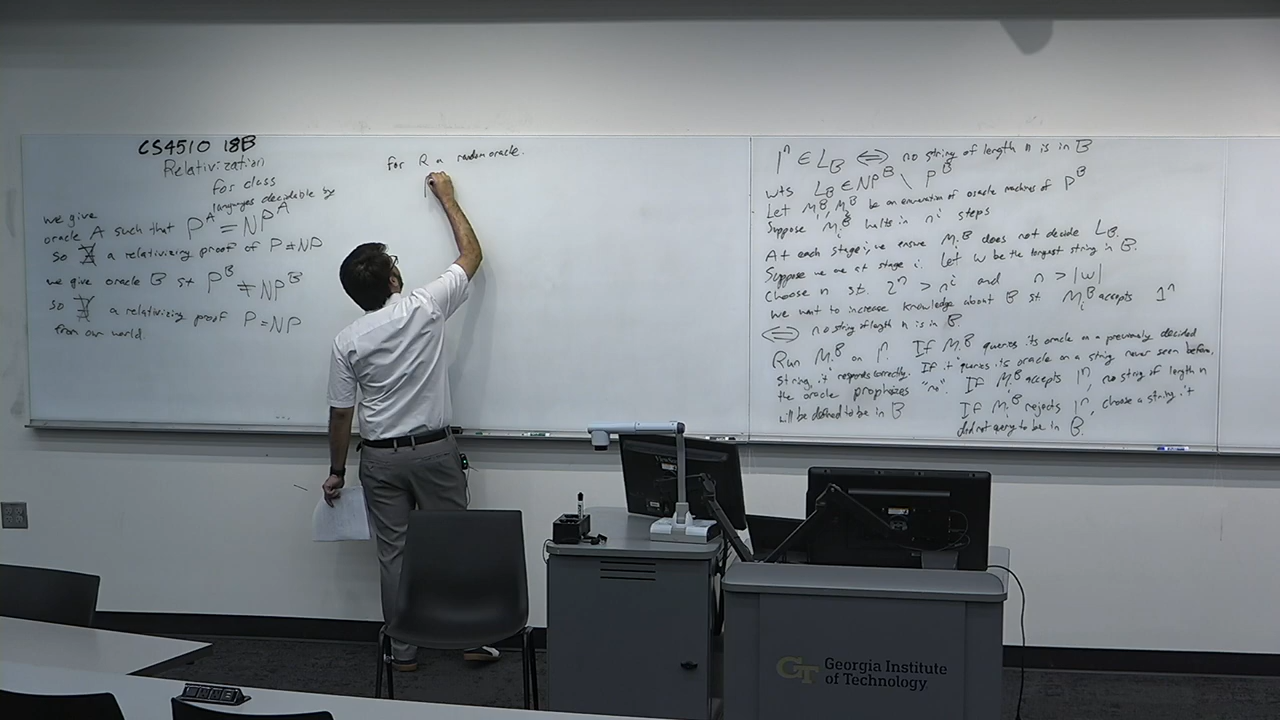 CS4510 18B
Relativization
for class
languages decidable by
we give
oracle A such that P^A = NP^A
So ∄ a relativizing proof of P≠NP
we give oracle B st P^B ≠ NP^B
so ∄ a relativizing proof P=NP
from our world.
for R a random oracle.
1^n ∈ L_B ⟺ no string of length n is in B
wts L_B ∈ NP^B \ P^B
Let M_1^B, M_2^B be an enumeration of oracle machines of P^B
Suppose M_i^B halts in n^i steps
At each stage i, we ensure M_i^B does not decide L_B.
Suppose we are at stage i. Let w be the longest string in B.
Choose n st. 2^n > n^i and n > |w|
we want to increase knowledge about B st M_i^B accepts 1^n
⟺ no string of length n is in B.
Run M_i^B on 1^n. If M_i^B queries its oracle on a previously decided
string, it responds correctly. If it queries its oracle on a string never seen before,
the oracle prophizes "no". If M_i^B accepts 1^n, no string of length n
will be defined to be in B
If M_i^B rejects 1^n, choose a string it
did not query to be in B.
ViewSonic
GT Georgia Institute
of Technology